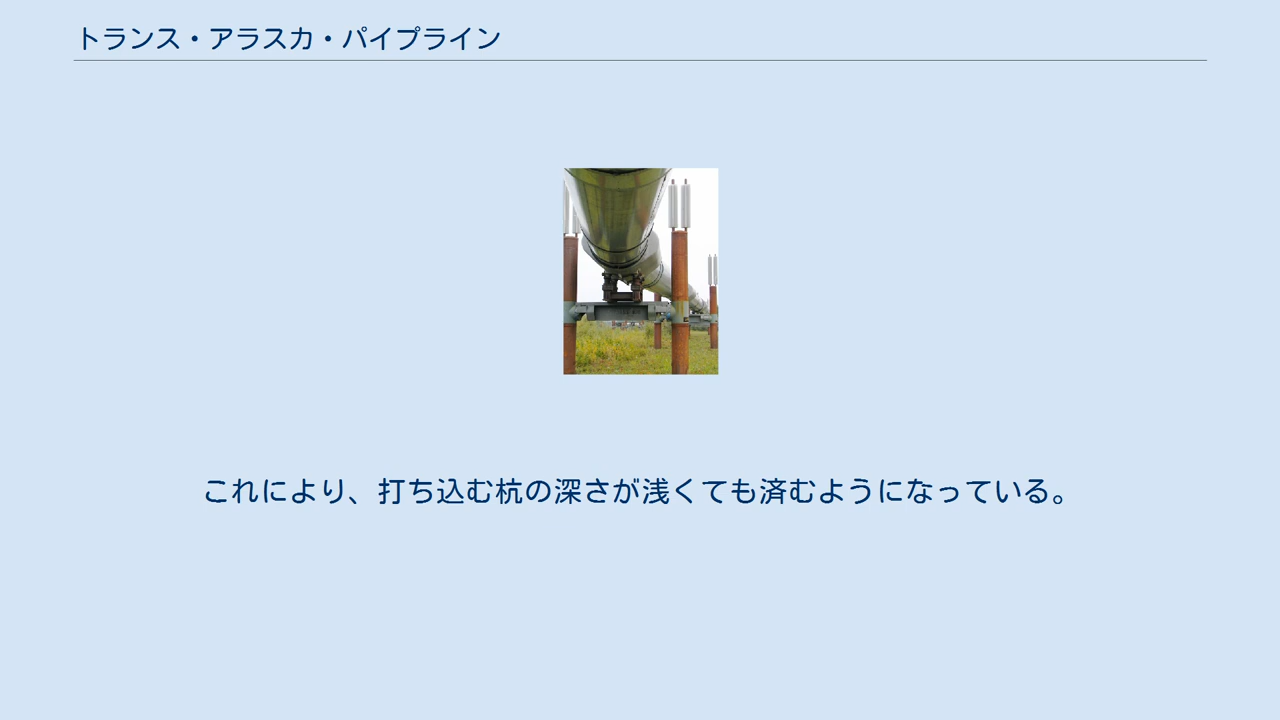 トランス・アラスカ・パイプライン
これにより、打ち込む杭の深さが浅くても済むようになっている。